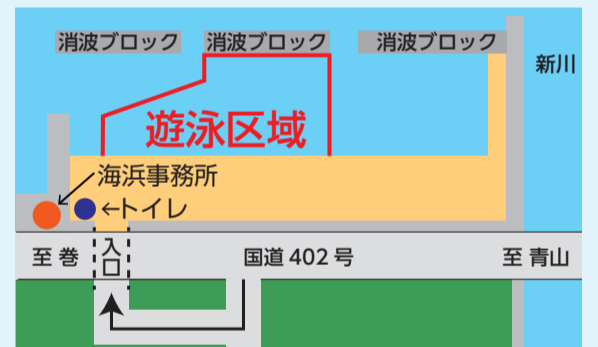 消波ブロック
消波ブロック
消波ブロック
新川
遊泳区域
海浜事務所
←トイレ
至 巻
入口
国道 402 号
至 青山